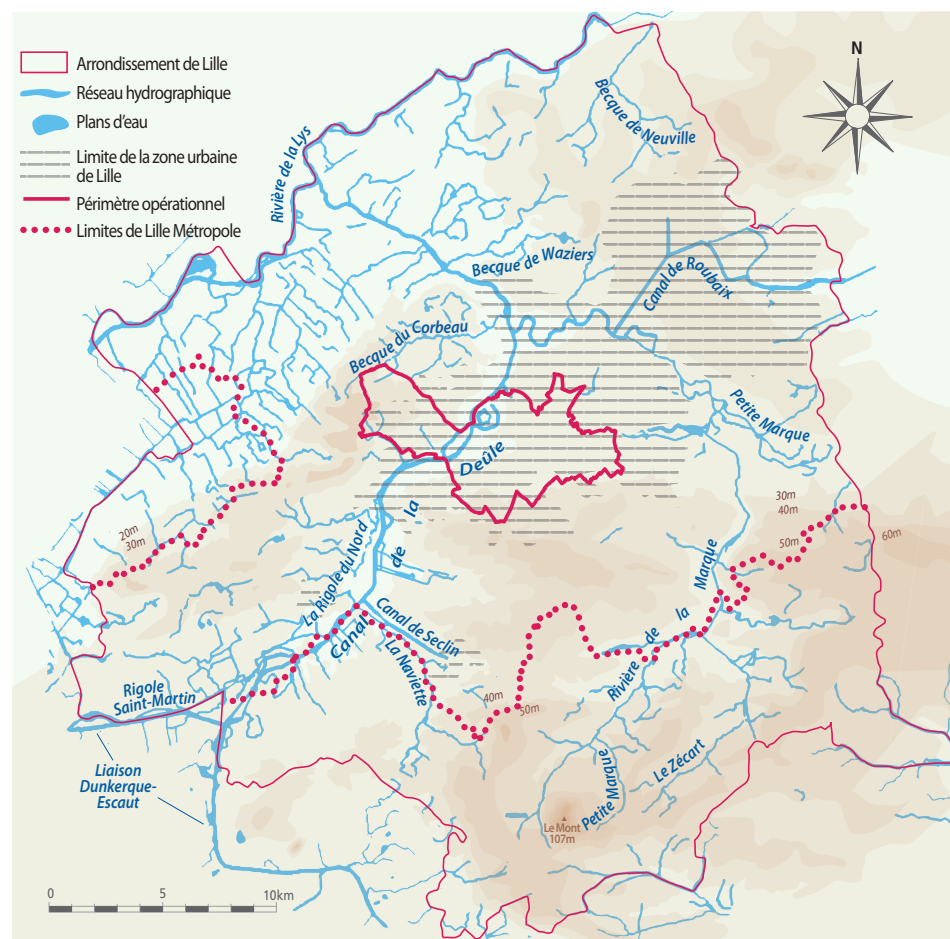 Arrondissement de Lille
Réseau hydrographique
Plans d'eau
Limite de la zone urbaine
de Lille
Périmètre opérationnel
Limites de Lille Métropole
N
Rivière de la Lys
Becque de Neuville
Becque de Waziers
Canal de Roubaix
Becque du Corbeau
Petite Marque
Canal de la Deûle
20m
30m
30m
40m
50m
60m
La Rigole du Nord
Canal de Seclin
La Naviette
Rivière de la Marque
40m
50m
Rigole
Saint-Martin
Liaison
Dunkerque-
Escaut
Petite Marque
Le Zécart
Le Mont
107m
0 5 10km